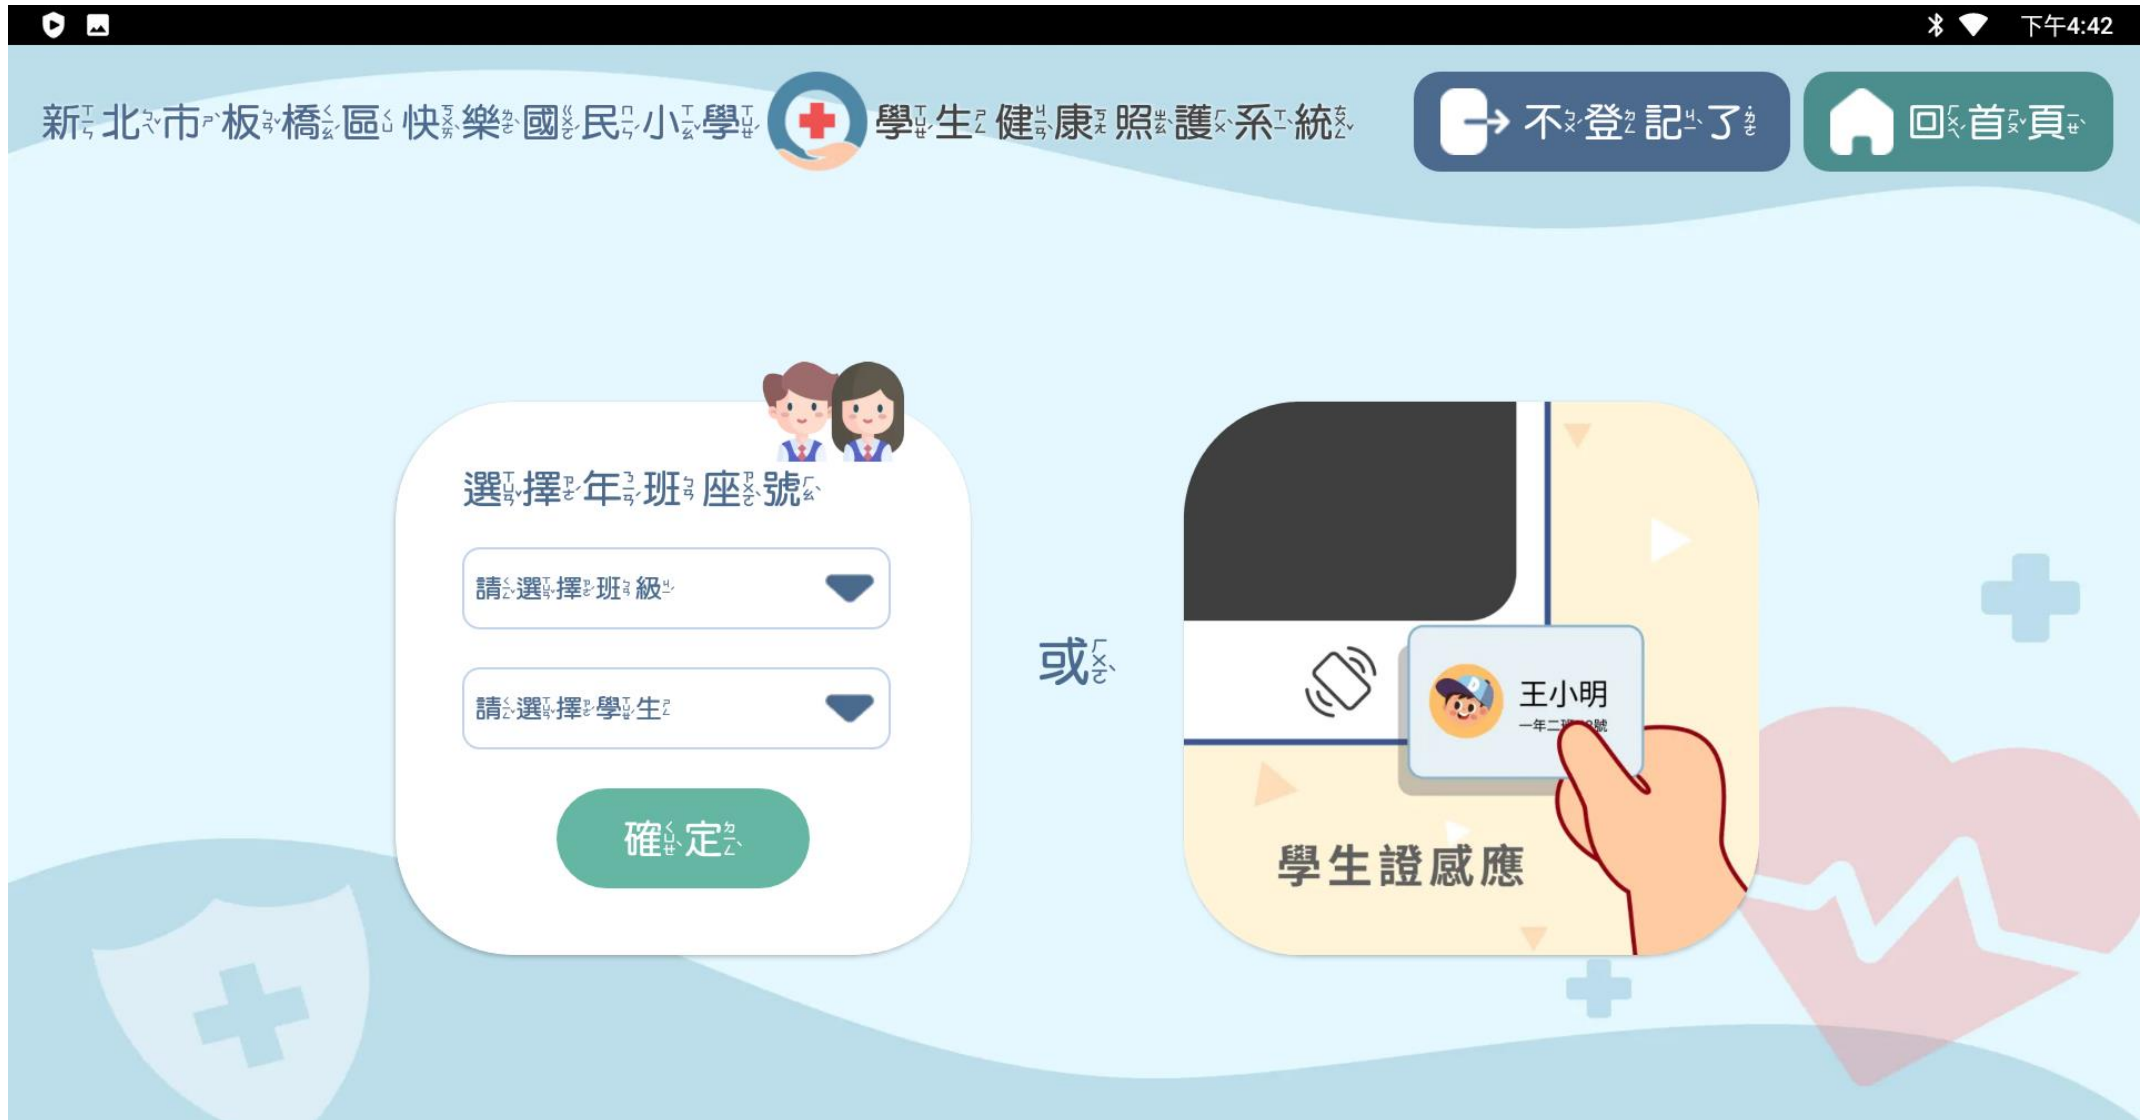 下午4:42
新北市板橋區快樂國民小學 學生健康照護系統
不登記了
回首頁
選擇年班座號
請選擇班級
請選擇學生
確定
或
王小明
學生證感應